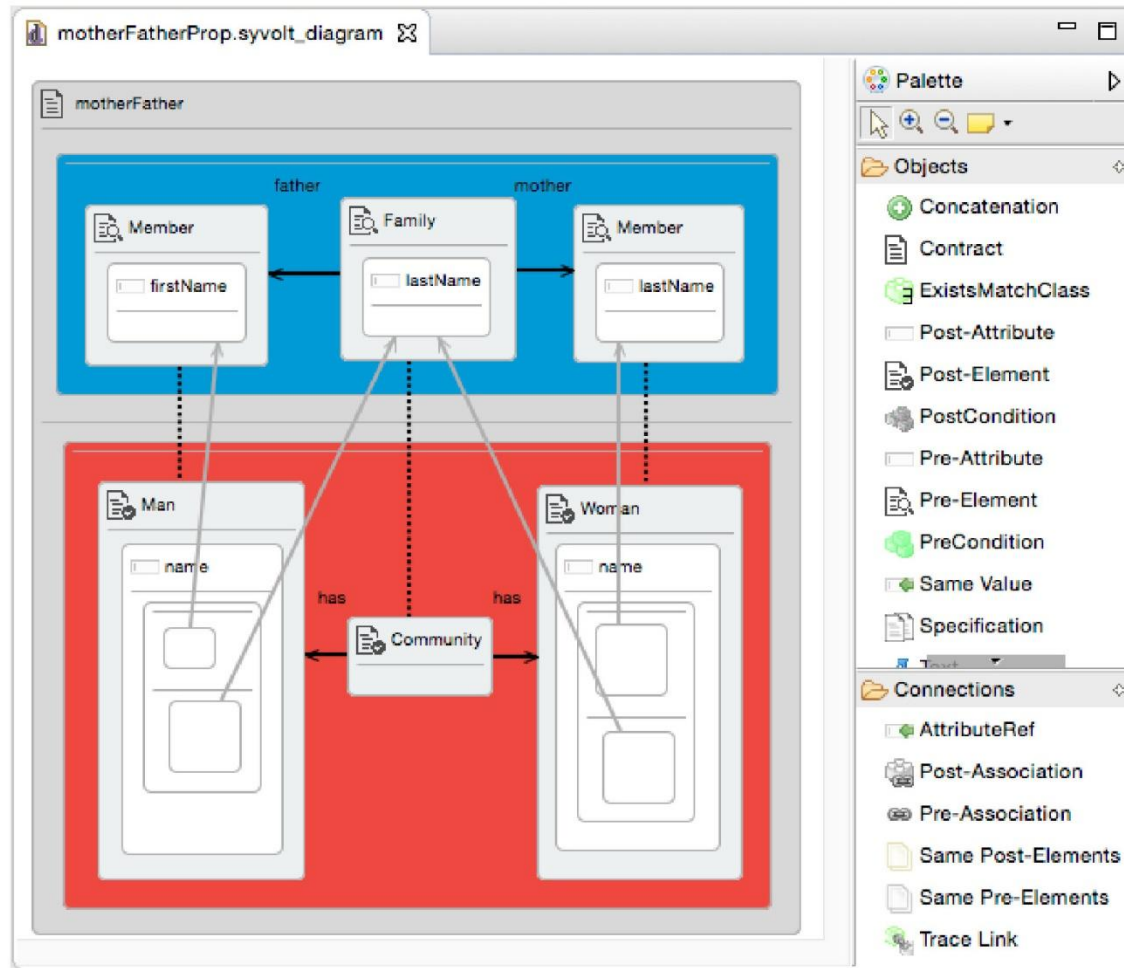 motherFatherProp.syvolt_diagram
motherFather
father
mother
Member
Family
Member
firstName
lastName
lastName
Man
Woman
name
name
has
has
Community
Palette
Objects
Concatenation
Contract
ExistsMatchClass
Post-Attribute
Post-Element
PostCondition
Pre-Attribute
Pre-Element
PreCondition
Same Value
Specification
Connections
AttributeRef
Post-Association
Pre-Association
Same Post-Elements
Same Pre-Elements
Trace Link